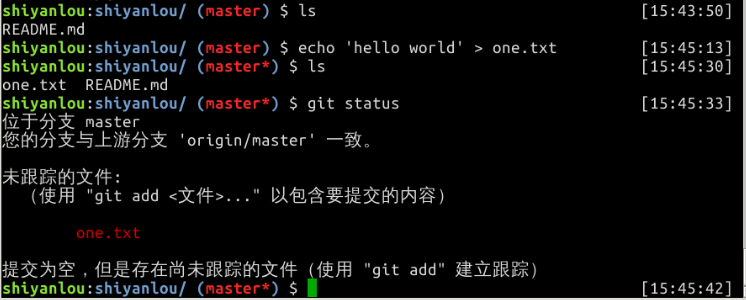 shiyanlou:shiyanlou/ (master) $ ls [15:43:50]
README.md
shiyanlou:shiyanlou/ (master) $ echo 'hello world' > one.txt [15:45:13]
shiyanlou:shiyanlou/ (master*) $ ls [15:45:30]
one.txt  README.md
shiyanlou:shiyanlou/ (master*) $ git status [15:45:33]
位于分支 master
您的分支与上游分支 'origin/master' 一致。
未跟踪的文件:
（使用 "git add <文件>..." 以包含要提交的内容）
one.txt
提交为空，但是存在尚未跟踪的文件（使用 "git add" 建立跟踪）
shiyanlou:shiyanlou/ (master*) $ [15:45:42]